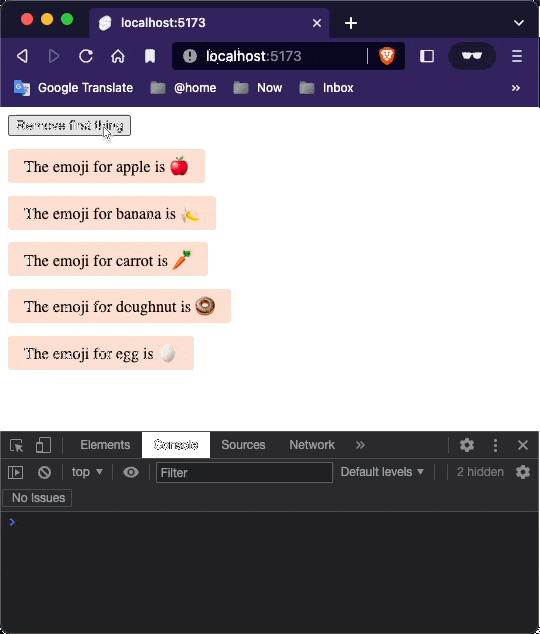 localhost:5173
localhost:5173
Google Translate @home Now Inbox »
Remove first thing
The emoji for apple is 🍎
The emoji for banana is 🍌
The emoji for carrot is 🥕
The emoji for doughnut is 🍩
The emoji for egg is 🥚
Elements Console Sources Network »
top Filter Default levels 2 hidden
No Issues
›